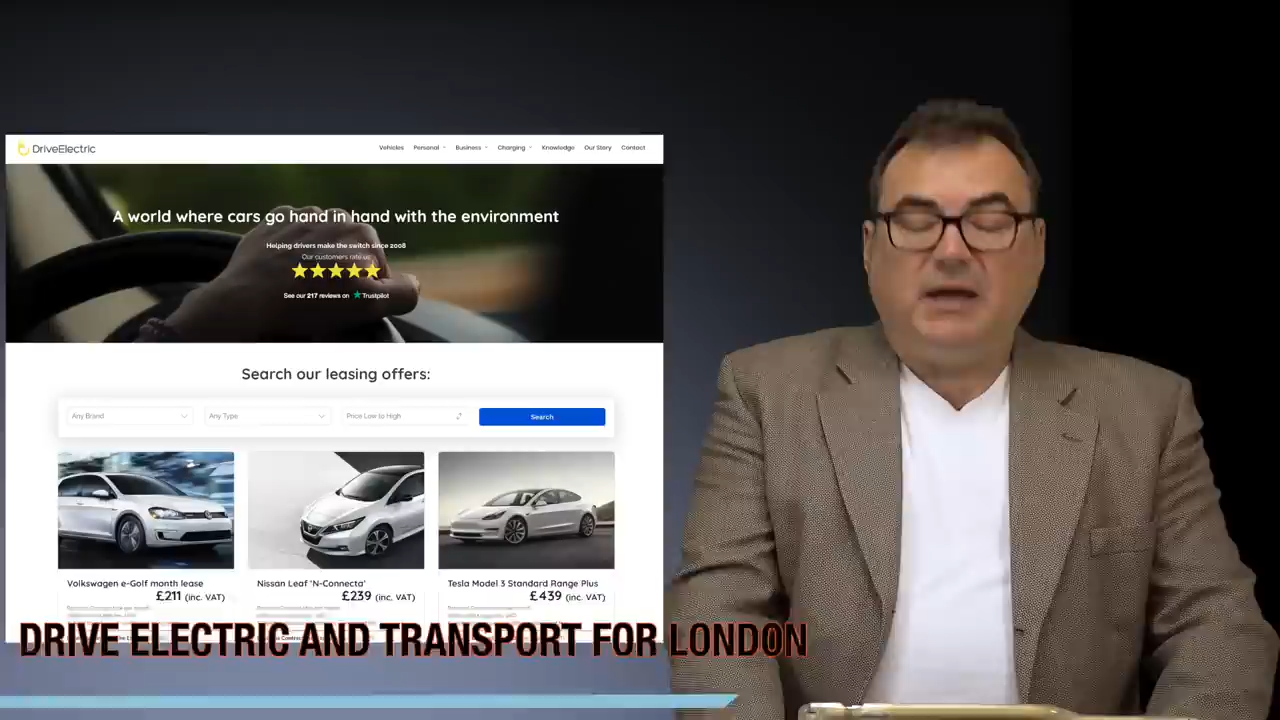 DriveElectric
Vehicles Personal Business Charging Knowledge Our Story Contact
A world where cars go hand in hand with the environment
Helping drivers make the switch since 2008
Our customers rate us
See our 217 reviews on Trustpilot
Search our leasing offers:
Any Brand Any Type Price Low to High Search
Volkswagen e-Golf month lease
£211 (inc. VAT)
Nissan Leaf 'N-Connecta'
£239 (inc, VAT)
Tesla Model 3 Standard Range Plus
£439 (inc. VAT)
DRIVE ELECTRIC AND TRANSPORT FOR LONDON